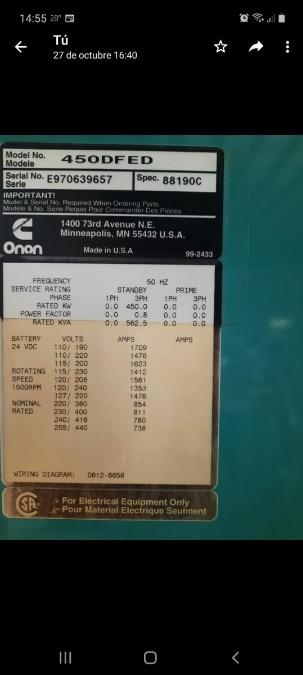 14:55 28°
Tú
27 de octubre 16:40
Model No. 450DFED
Modele
Serial No. E970639657 Spec. 88190C
Serie
IMPORTANT!
Model & Serial No. Required When Ordering Parts.
Modele & No. Serie Requis Pour Commander Des Pieces.
1400 73rd Avenue N.E.
Minneapolis, MN 55432 U.S.A.
Onan Made in U.S.A 99-2433
FREQUENCY 50 HZ
SERVICE RATING STANDBY PRIME
PHASE 1PH 3PH 1PH 3PH
RATED KW 0.0 450.0 0.0 0.0
POWER FACTOR 0.0 0.8 0.0 0.0
RATED KVA 0.0 562.5 0.0 0.0
BATTERY VOLTS AMPS AMPS
24 VDC 110/ 190 1709
110/ 220 1476
115/ 200 1623
ROTATING 115/ 230 1412
SPEED 120/ 208 1561
1500RPM 120/ 240 1353
127/ 220 1476
NOMINAL 220/ 380 854
RATED 230/ 400 811
240/ 416 780
255/ 440 738
WIRING DIAGRAM: 0612-6658
SA For Electrical Equipment Only
Pour Material Electrique Seulment